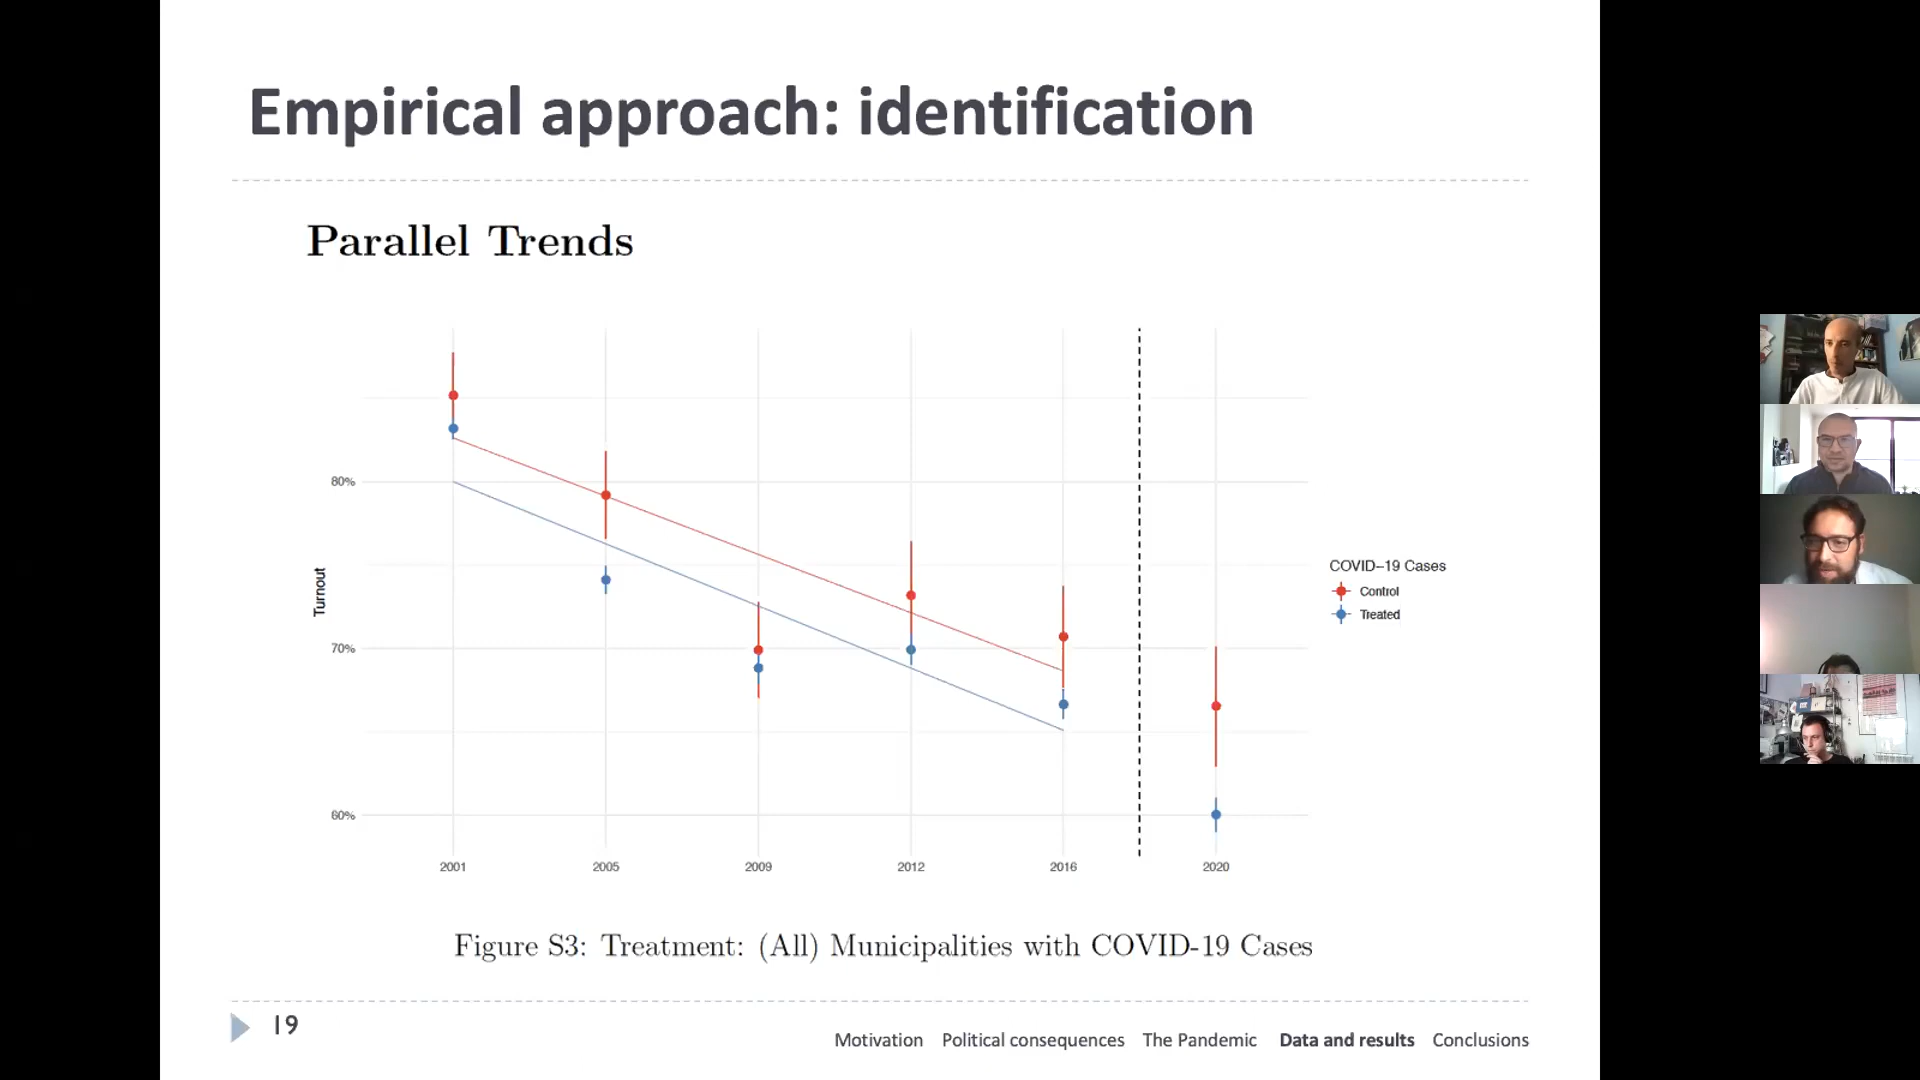 Empirical approach: identification
Parallel Trends
Turnout
80%
70%
60%
2001 2005 2009 2012 2016 2020
COVID–19 Cases
Control
Treated
Figure S3: Treatment: (All) Municipalities with COVID-19 Cases
19
Motivation Political consequences The Pandemic Data and results Conclusions